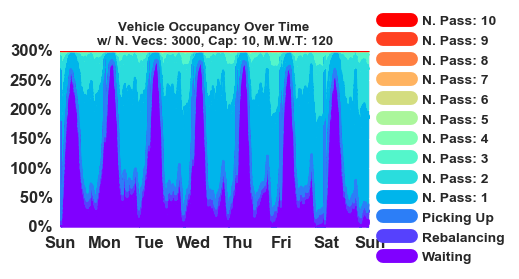 Vehicle Occupancy Over Time
w/ N. Vecs: 3000, Cap: 10, M.W.T: 120
300%
250%
200%
150%
100%
50%
0%
Sun Mon Tue Wed Thu Fri Sat Sun
N. Pass: 10
N. Pass: 9
N. Pass: 8
N. Pass: 7
N. Pass: 6
N. Pass: 5
N. Pass: 4
N. Pass: 3
N. Pass: 2
N. Pass: 1
Picking Up
Rebalancing
Waiting